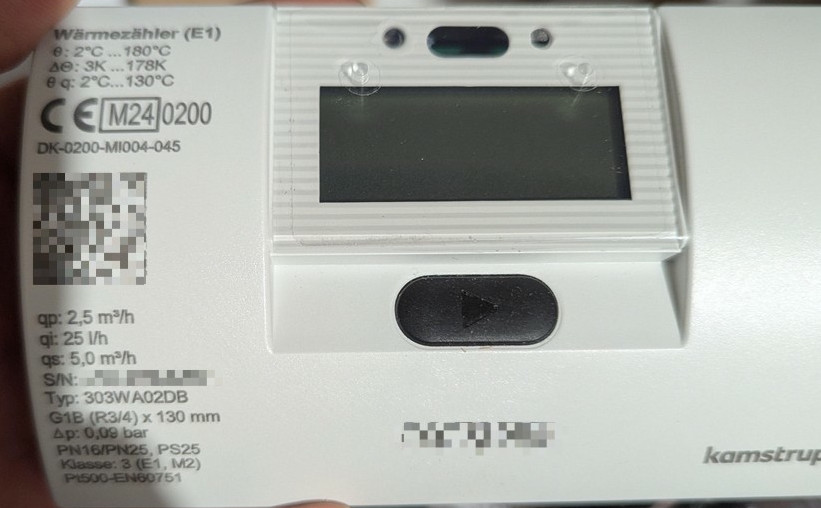 Wärmezähler (E1)
θ: 2°C ...180°C
ΔΘ: 3K ...178K
θ q: 2°C...130°C
CE M24 0200
DK-0200-MI004-045
qp: 2,5 m³/h
qi: 25 l/h
qs: 5,0 m³/h
S/N:
Typ: 303WA02DB
G1B (R3/4) x 130 mm
Δp: 0,09 bar
PN16/PN25, PS25
Klasse: 3 (E1, M2)
Pt500-EN60751
kamstrup